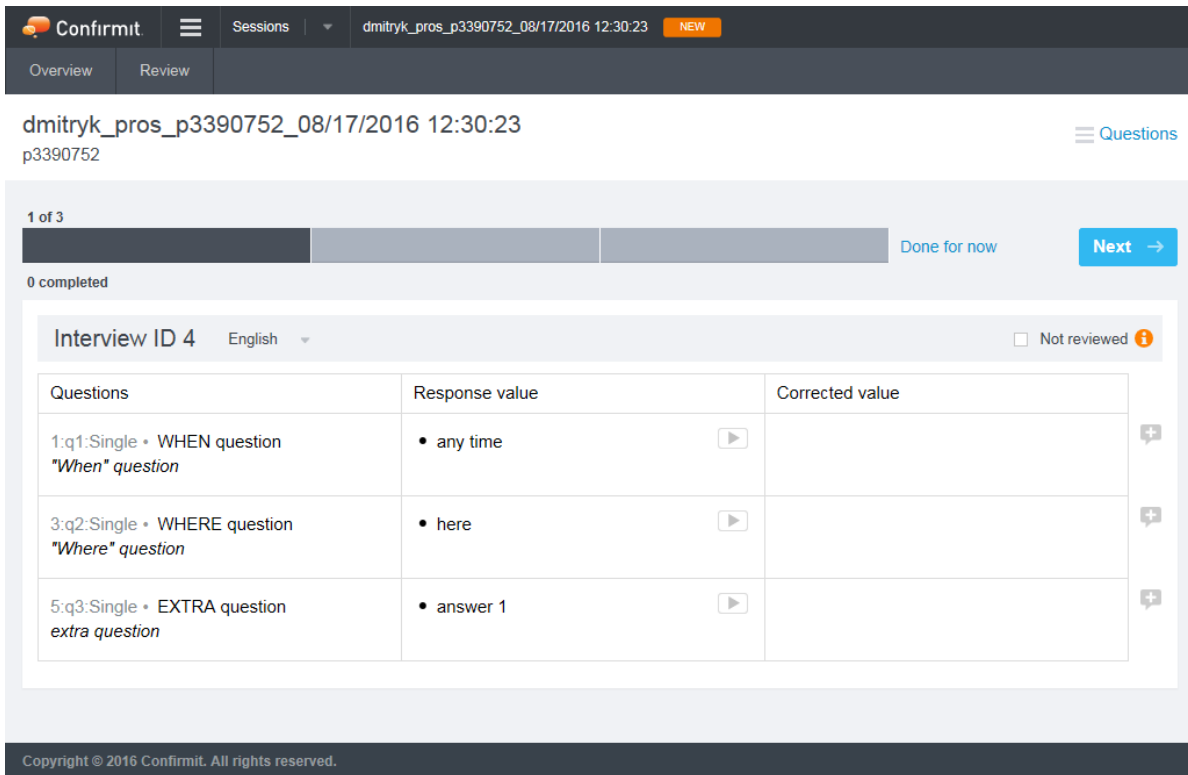 Confirmit. Sessions dmitryk_pros_p3390752_08/17/2016 12:30:23 NEW
Overview Review
dmitryk_pros_p3390752_08/17/2016 12:30:23
p3390752
Questions
1 of 3
Done for now Next →
0 completed
Interview ID 4 English Not reviewed
Questions Response value Corrected value
1:q1:Single • WHEN question • any time
"When" question
3:q2:Single • WHERE question • here
"Where" question
5:q3:Single • EXTRA question • answer 1
extra question
Copyright © 2016 Confirmit. All rights reserved.